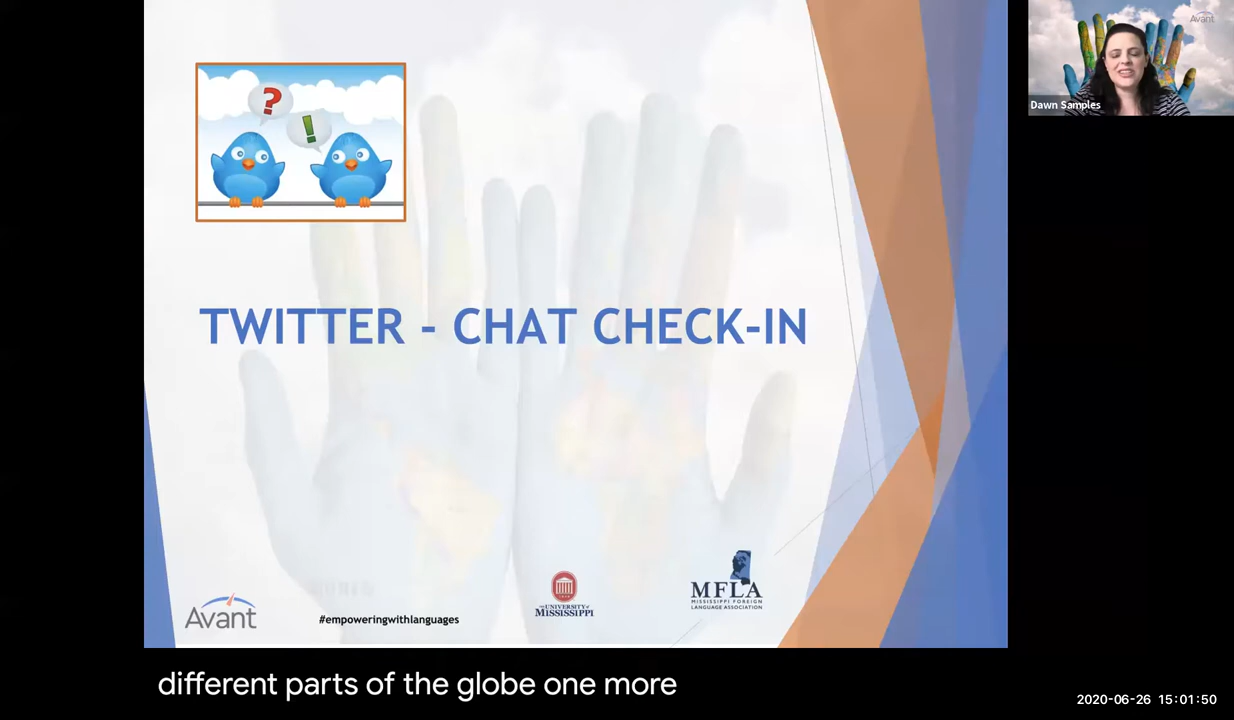 Avant
Dawn Samples
?
!
TWITTER - CHAT CHECK-IN
Avant
#empoweringwithlanguages
THE UNIVERSITY of
MISSISSIPPI
MFLA
MISSISSIPPI FOREIGN
LANGUAGE ASSOCIATION
different parts of the globe one more
2020-06-26 15:01:50